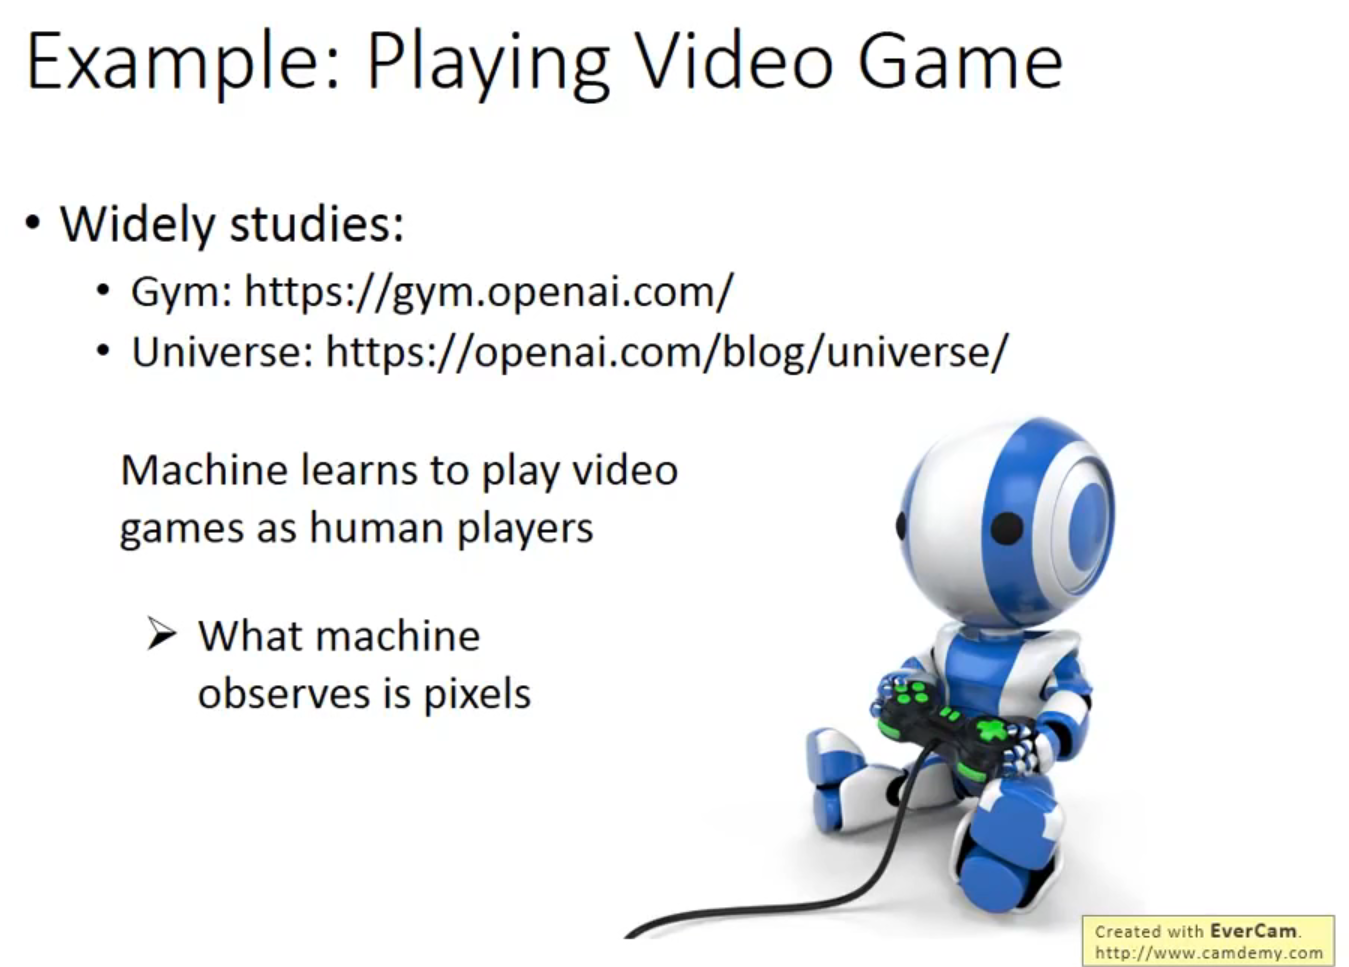 Example: Playing Video Game
• Widely studies:
• Gym: https://gym.openai.com/
• Universe: https://openai.com/blog/universe/
Machine learns to play video
games as human players
➢ What machine
observes is pixels
Created with EverCam.
http://www.camdemy.com